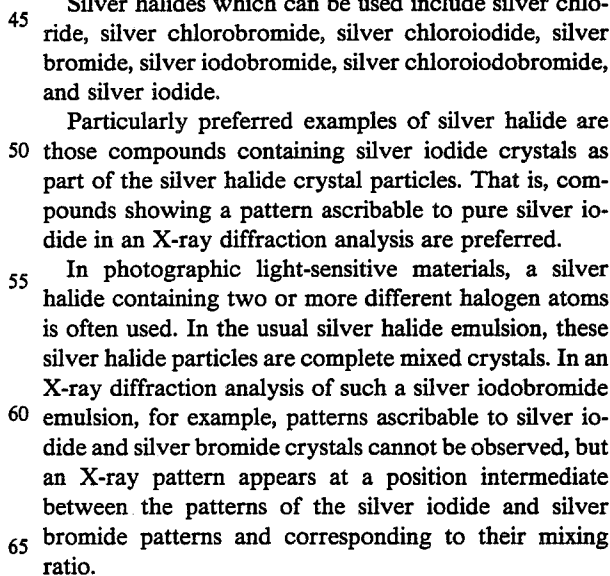 Silver halides which can be used include silver chlo-
45
ride, silver chlorobromide, silver chloroiodide, silver
bromide, silver iodobromide, silver chloroiodobromide,
and silver iodide.
Particularly preferred examples of silver halide are
50 those compounds containing silver iodide crystals as
part of the silver halide crystal particles. That is, com-
pounds showing a pattern ascribable to pure silver io-
dide in an X-ray diffraction analysis are preferred.
In photographic light-sensitive materials, a silver
55
halide containing two or more different halogen atoms
is often used. In the usual silver halide emulsion, these
silver halide particles are complete mixed crystals. In an
X-ray diffraction analysis of such a silver iodobromide
60 emulsion, for example, patterns ascribable to silver io-
dide and silver bromide crystals cannot be observed, but
an X-ray pattern appears at a position intermediate
between the patterns of the silver iodide and silver
bromide patterns and corresponding to their mixing
65
ratio.